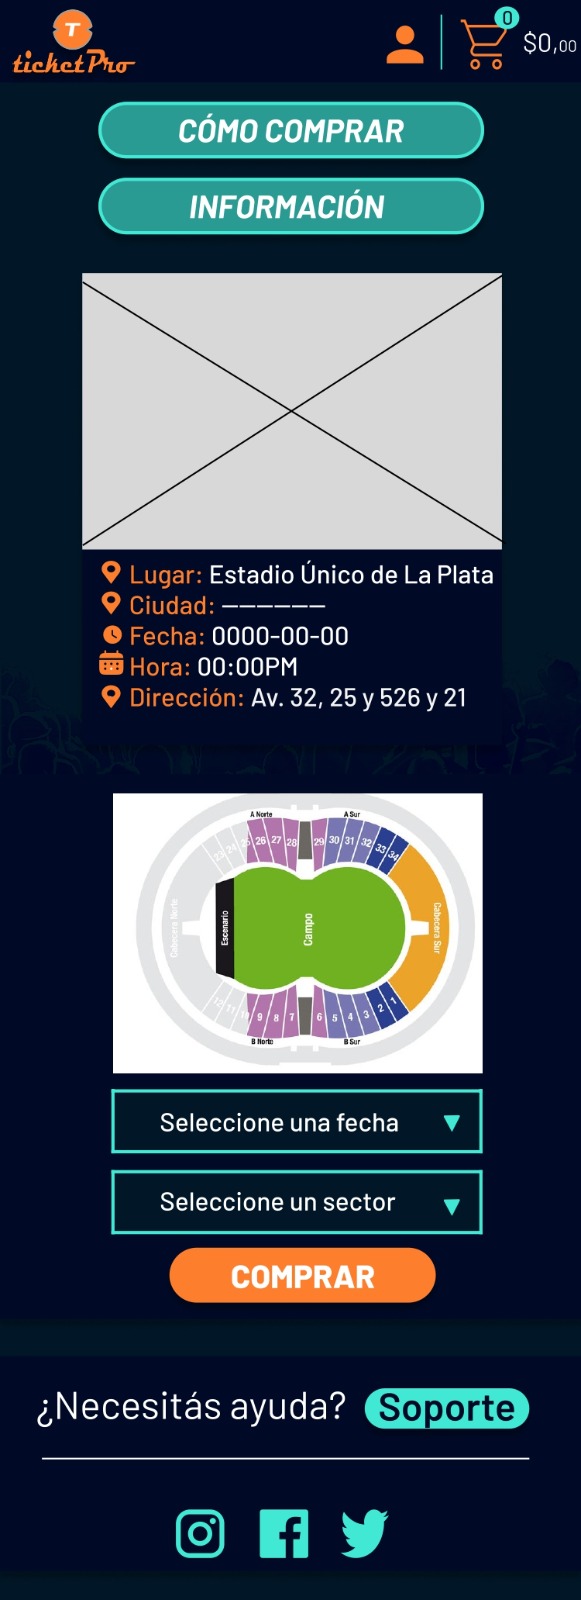 T
ticketPro
0
$0,00
CÓMO COMPRAR
INFORMACIÓN
Lugar: Estadio Único de La Plata
Ciudad: ––––––
Fecha: 0000-00-00
Hora: 00:00PM
Dirección: Av. 32, 25 y 526 y 21
A Norte A Sur
23 24 25 26 27 28 29 30 31 32 33 34
Cabecera Norte
Escenario
Campo
Cabecera Sur
12 11 9 8 7 6 5 4 3 2 1
B Norte B Sur
Seleccione una fecha ▼
Seleccione un sector ▼
COMPRAR
¿Necesitás ayuda? Soporte